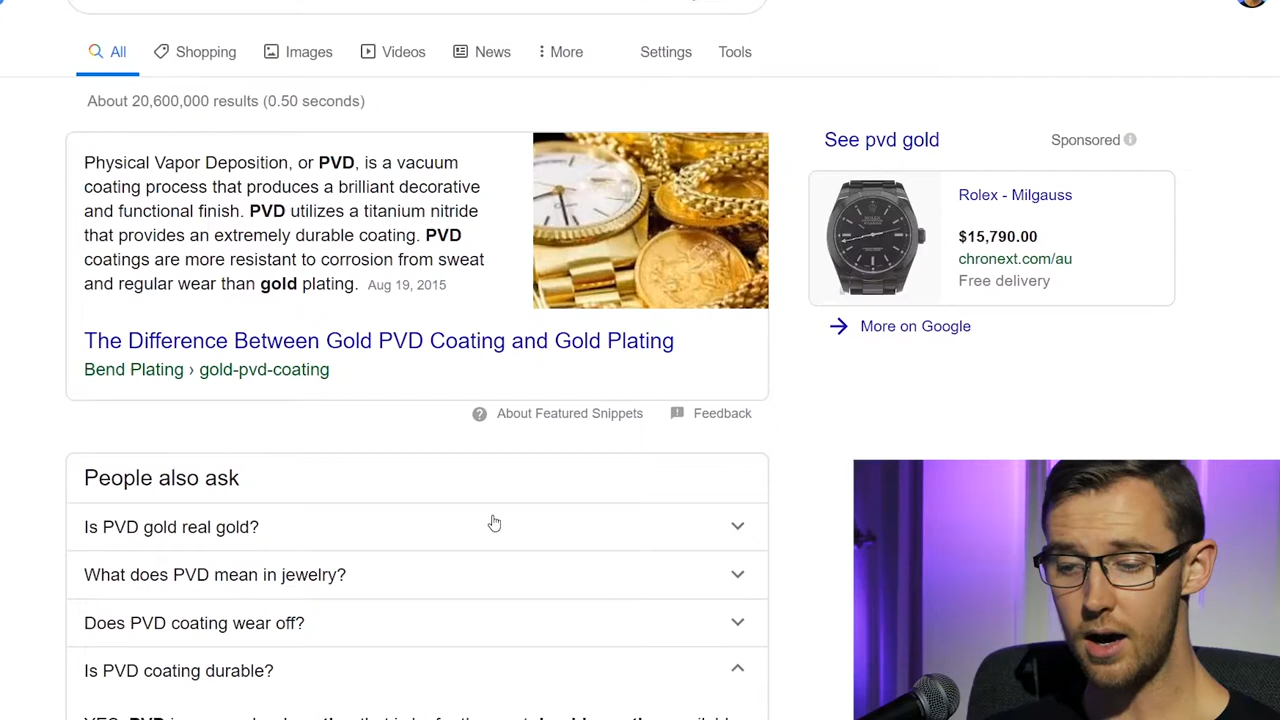 All Shopping Images Videos News More Settings Tools
About 20,600,000 results (0.50 seconds)
Physical Vapor Deposition, or PVD, is a vacuum
coating process that produces a brilliant decorative
and functional finish. PVD utilizes a titanium nitride
that provides an extremely durable coating. PVD
coatings are more resistant to corrosion from sweat
and regular wear than gold plating. Aug 19, 2015
The Difference Between Gold PVD Coating and Gold Plating
Bend Plating › gold-pvd-coating
About Featured Snippets Feedback
See pvd gold Sponsored
Rolex - Milgauss
$15,790.00
chronext.com/au
Free delivery
More on Google
People also ask
Is PVD gold real gold?
What does PVD mean in jewelry?
Does PVD coating wear off?
Is PVD coating durable?